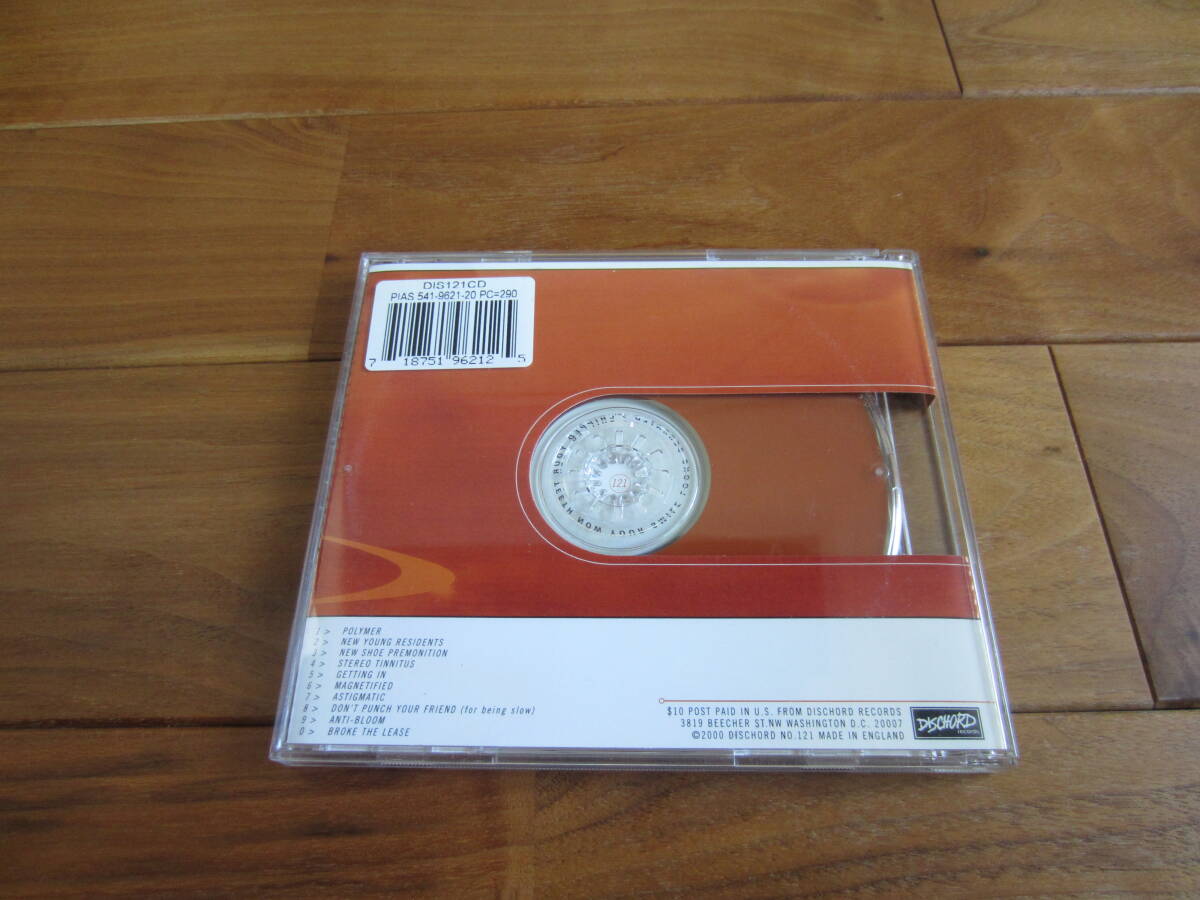 DIS121CD
PIAS 541-9621-20 PC=290
7 18751 96212 5
121
1 > POLYMER
2 > NEW YOUNG RESIDENTS
3 > NEW SHOE PREMONITION
4 > STEREO TINNITUS
5 > GETTING IN
6 > MAGNETIFIED
7 > ASTIGMATIC
8 > DON'T PUNCH YOUR FRIEND (for being slow)
9 > ANTI-BLOOM
0 > BROKE THE LEASE
$10 POST PAID IN U.S. FROM DISCHORD RECORDS
3819 BEECHER ST.NW WASHINGTON D.C. 20007
©2000 DISCHORD NO.121 MADE IN ENGLAND
DISCHORD
records